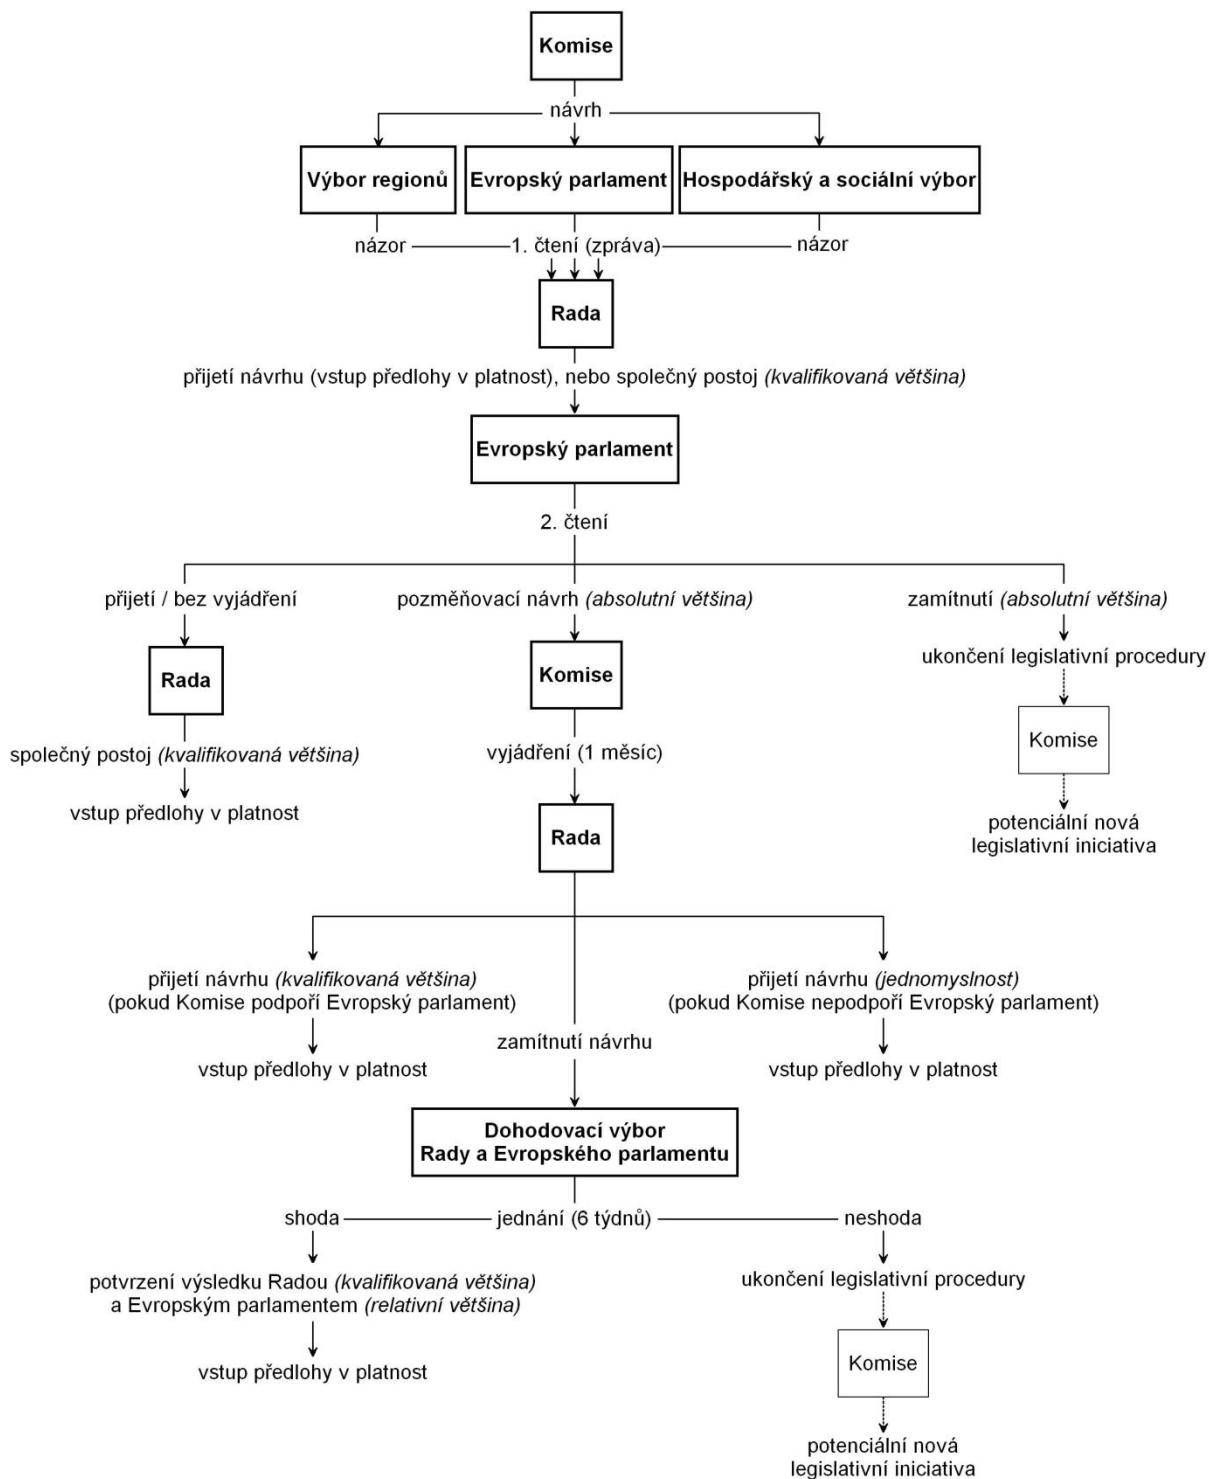 Komise
návrh
Výbor regionů
Evropský parlament
Hospodářský a sociální výbor
názor
1. čtení (zpráva)
názor
Rada
přijetí návrhu (vstup předlohy v platnost), nebo společný postoj (kvalifikovaná většina)
Evropský parlament
2. čtení
přijetí / bez vyjádření
pozměňovací návrh (absolutní většina)
zamítnutí (absolutní většina)
Rada
Komise
ukončení legislativní procedury
společný postoj (kvalifikovaná většina)
vyjádření (1 měsíc)
Komise
vstup předlohy v platnost
Rada
potenciální nová
legislativní iniciativa
přijetí návrhu (kvalifikovaná většina)
(pokud Komise podpoří Evropský parlament)
přijetí návrhu (jednomyslnost)
(pokud Komise nepodpoří Evropský parlament)
zamítnutí návrhu
vstup předlohy v platnost
vstup předlohy v platnost
Dohodovací výbor
Rady a Evropského parlamentu
shoda
jednání (6 týdnů)
neshoda
potvrzení výsledku Radou (kvalifikovaná většina)
a Evropským parlamentem (relativní většina)
ukončení legislativní procedury
vstup předlohy v platnost
Komise
potenciální nová
legislativní iniciativa